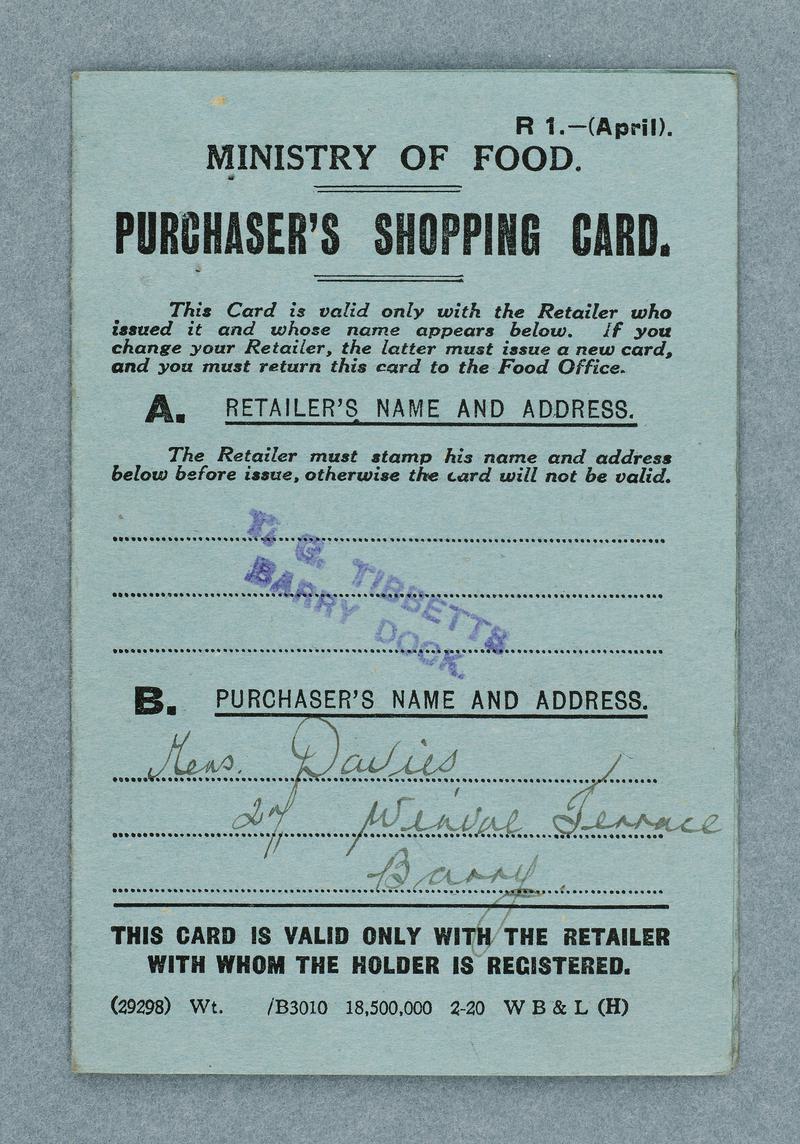 R 1.—(April).
MINISTRY OF FOOD.
PURCHASER'S SHOPPING CARD.
This Card is valid only with the Retailer who
issued it and whose name appears below. If you
change your Retailer, the latter must issue a new card,
and you must return this card to the Food Office.
A. RETAILER'S NAME AND ADDRESS.
The Retailer must stamp his name and address
below before issue, otherwise the card will not be valid.
T. G. TIBBETTS
BARRY DOCK.
B. PURCHASER'S NAME AND ADDRESS.
Davies
27 Terrace
Barry.
THIS CARD IS VALID ONLY WITH THE RETAILER
WITH WHOM THE HOLDER IS REGISTERED.
(29298) Wt. /B3010 18,500,000 2-20 W B & L (H)